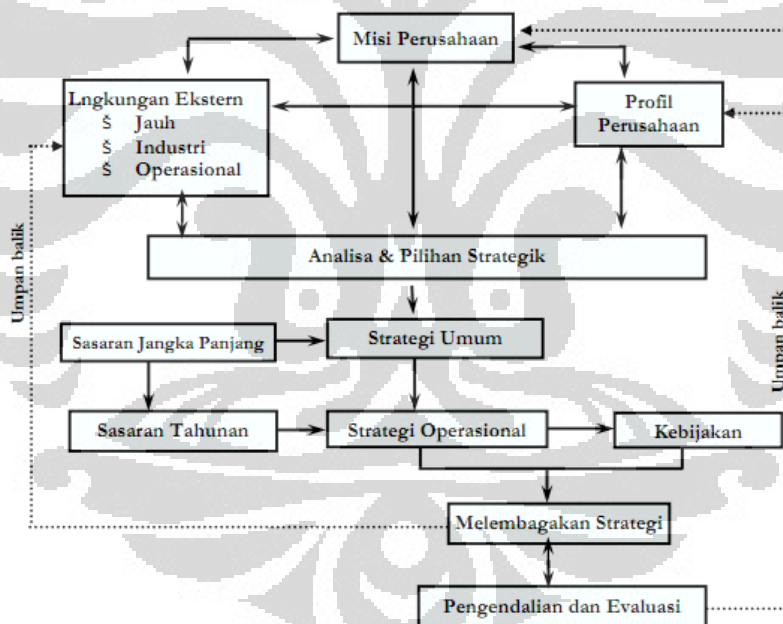 Misi Perusahaan
Lngkungan Ekstern
Š Jauh
Š Industri
Š Operasional
Profil
Perusahaan
Umpan balik
Analisa & Pilihan Strategik
Umpan balik
Sasaran Jangka Panjang
Strategi Umum
Sasaran Tahunan
Strategi Operasional
Kebijakan
Melembagakan Strategi
Pengendalian dan Evaluasi